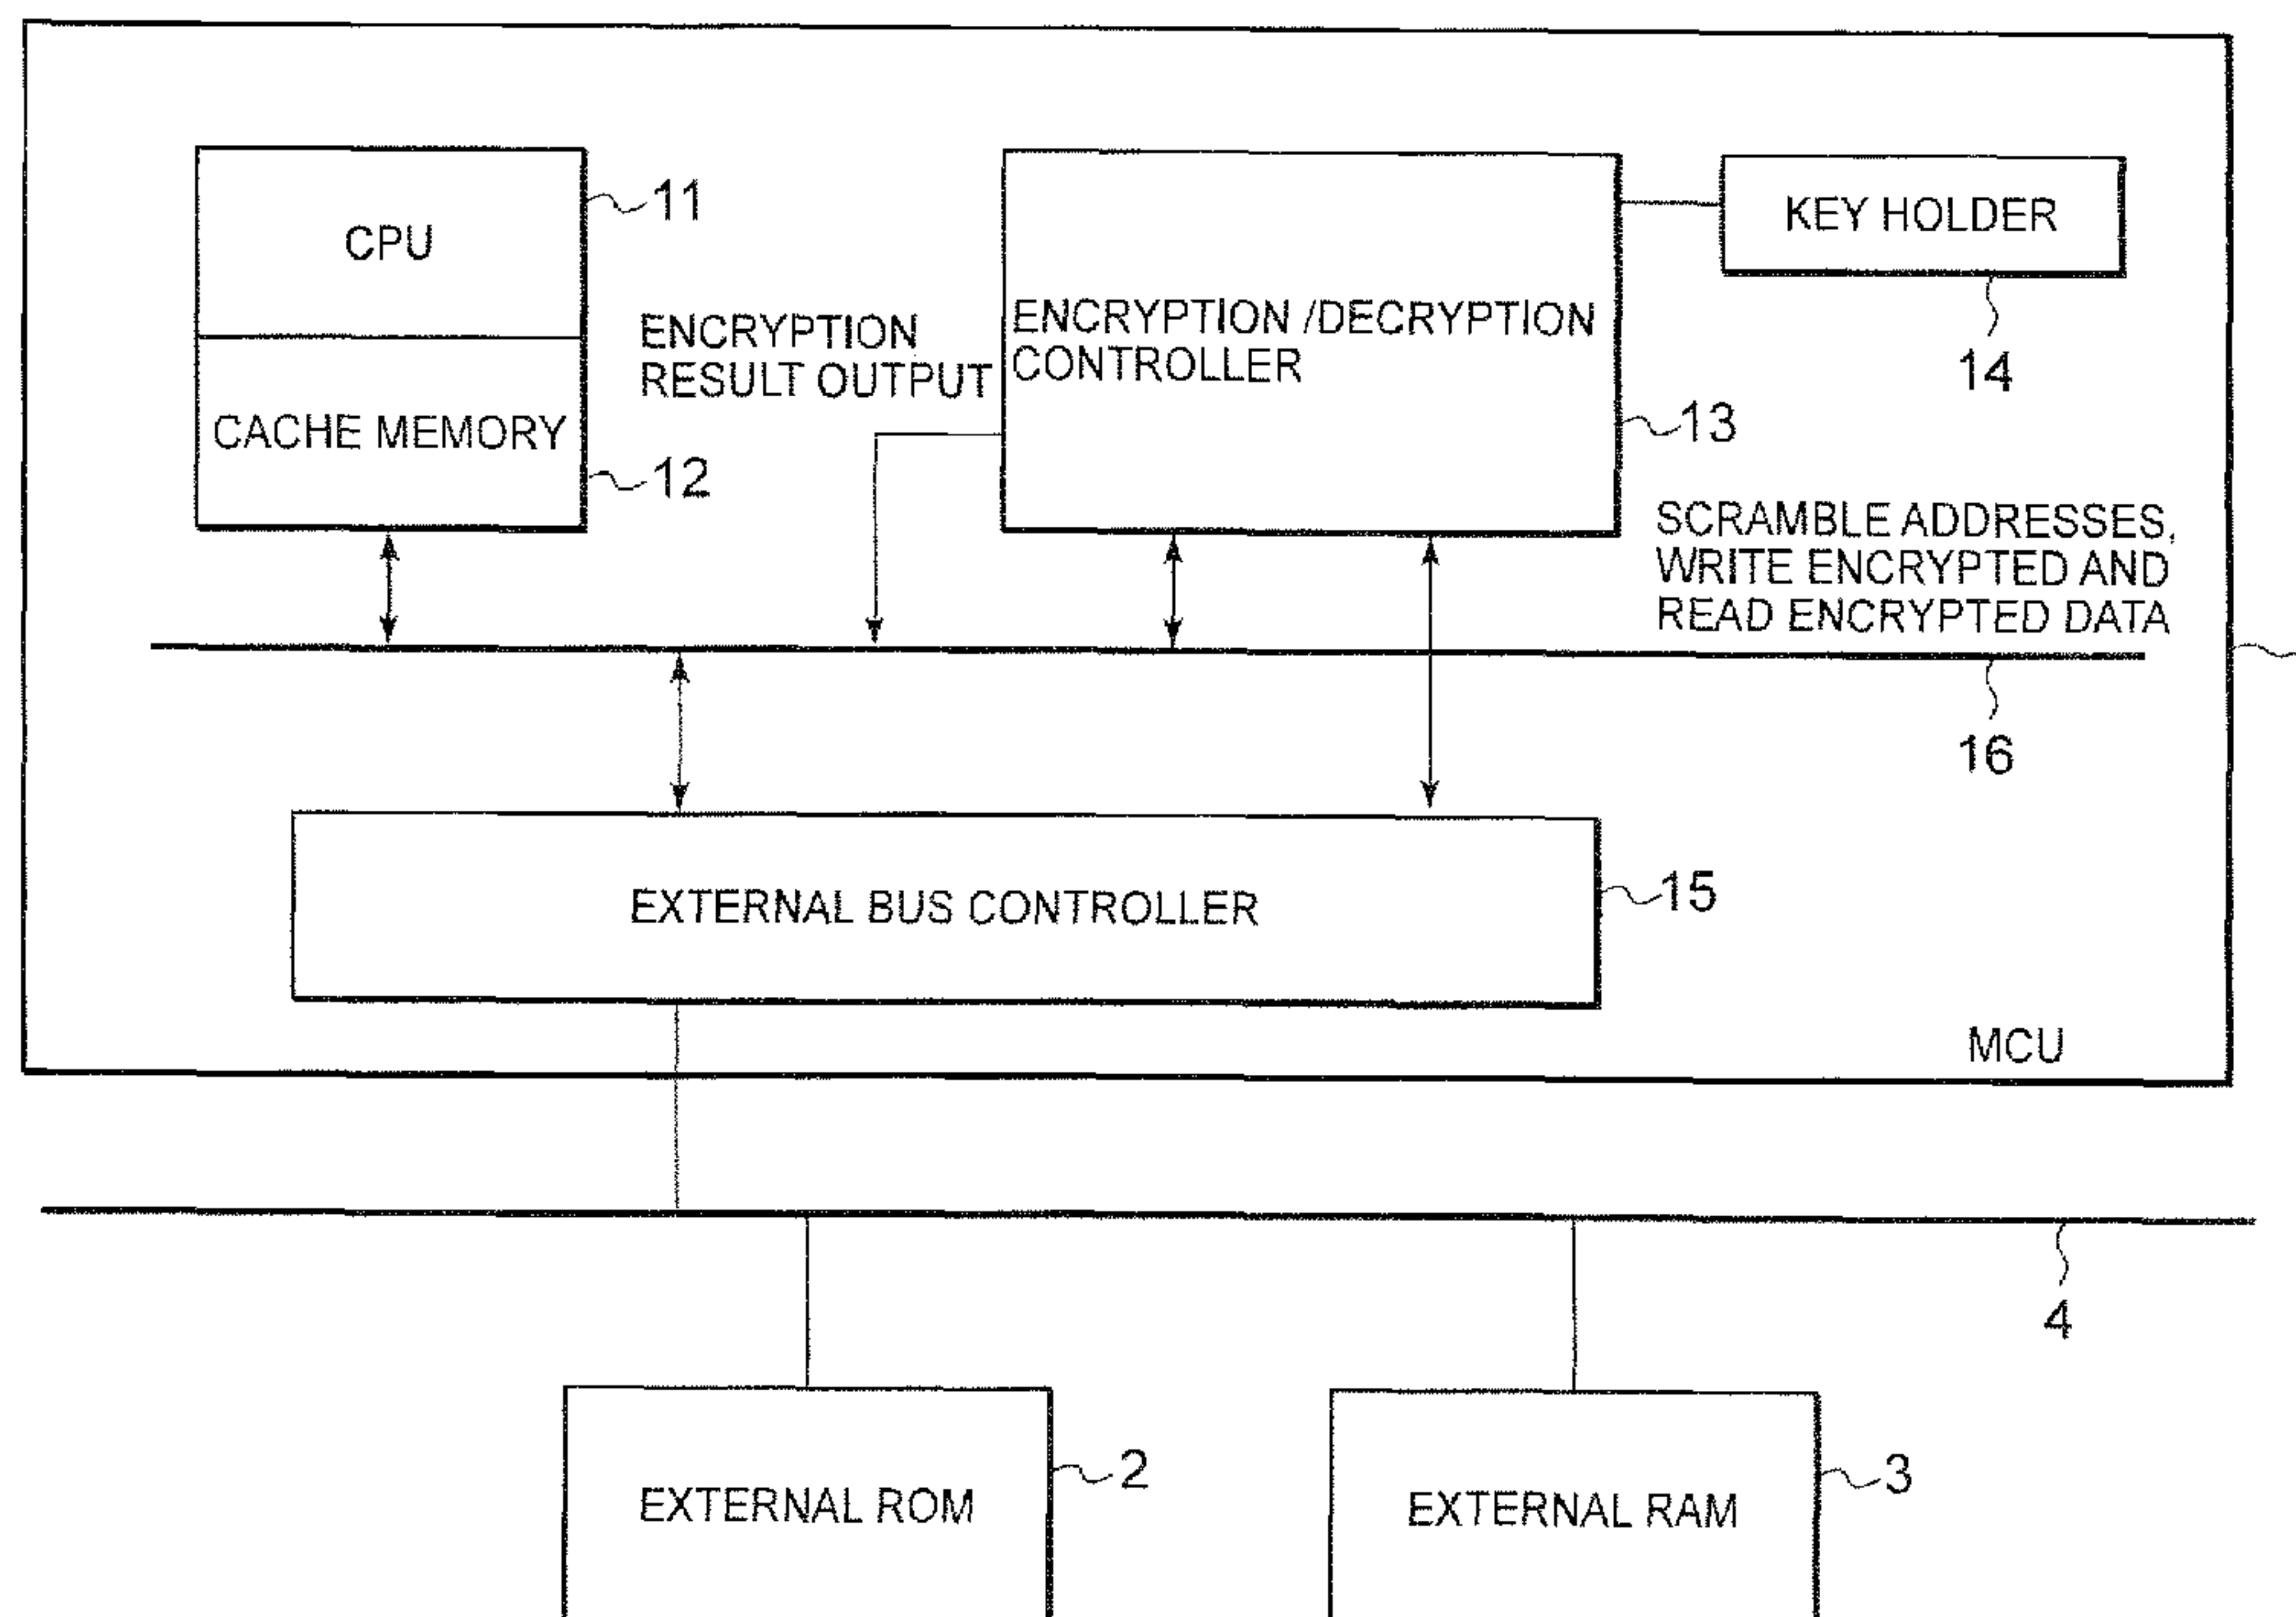 CPU
11
CACHE MEMORY
12
ENCRYPTION
RESULT OUTPUT
ENCRYPTION /DECRYPTION
CONTROLLER
13
KEY HOLDER
14
SCRAMBLE ADDRESSES,
WRITE ENCRYPTED AND
READ ENCRYPTED DATA
16
EXTERNAL BUS CONTROLLER
15
MCU
4
EXTERNAL ROM
2
EXTERNAL RAM
3